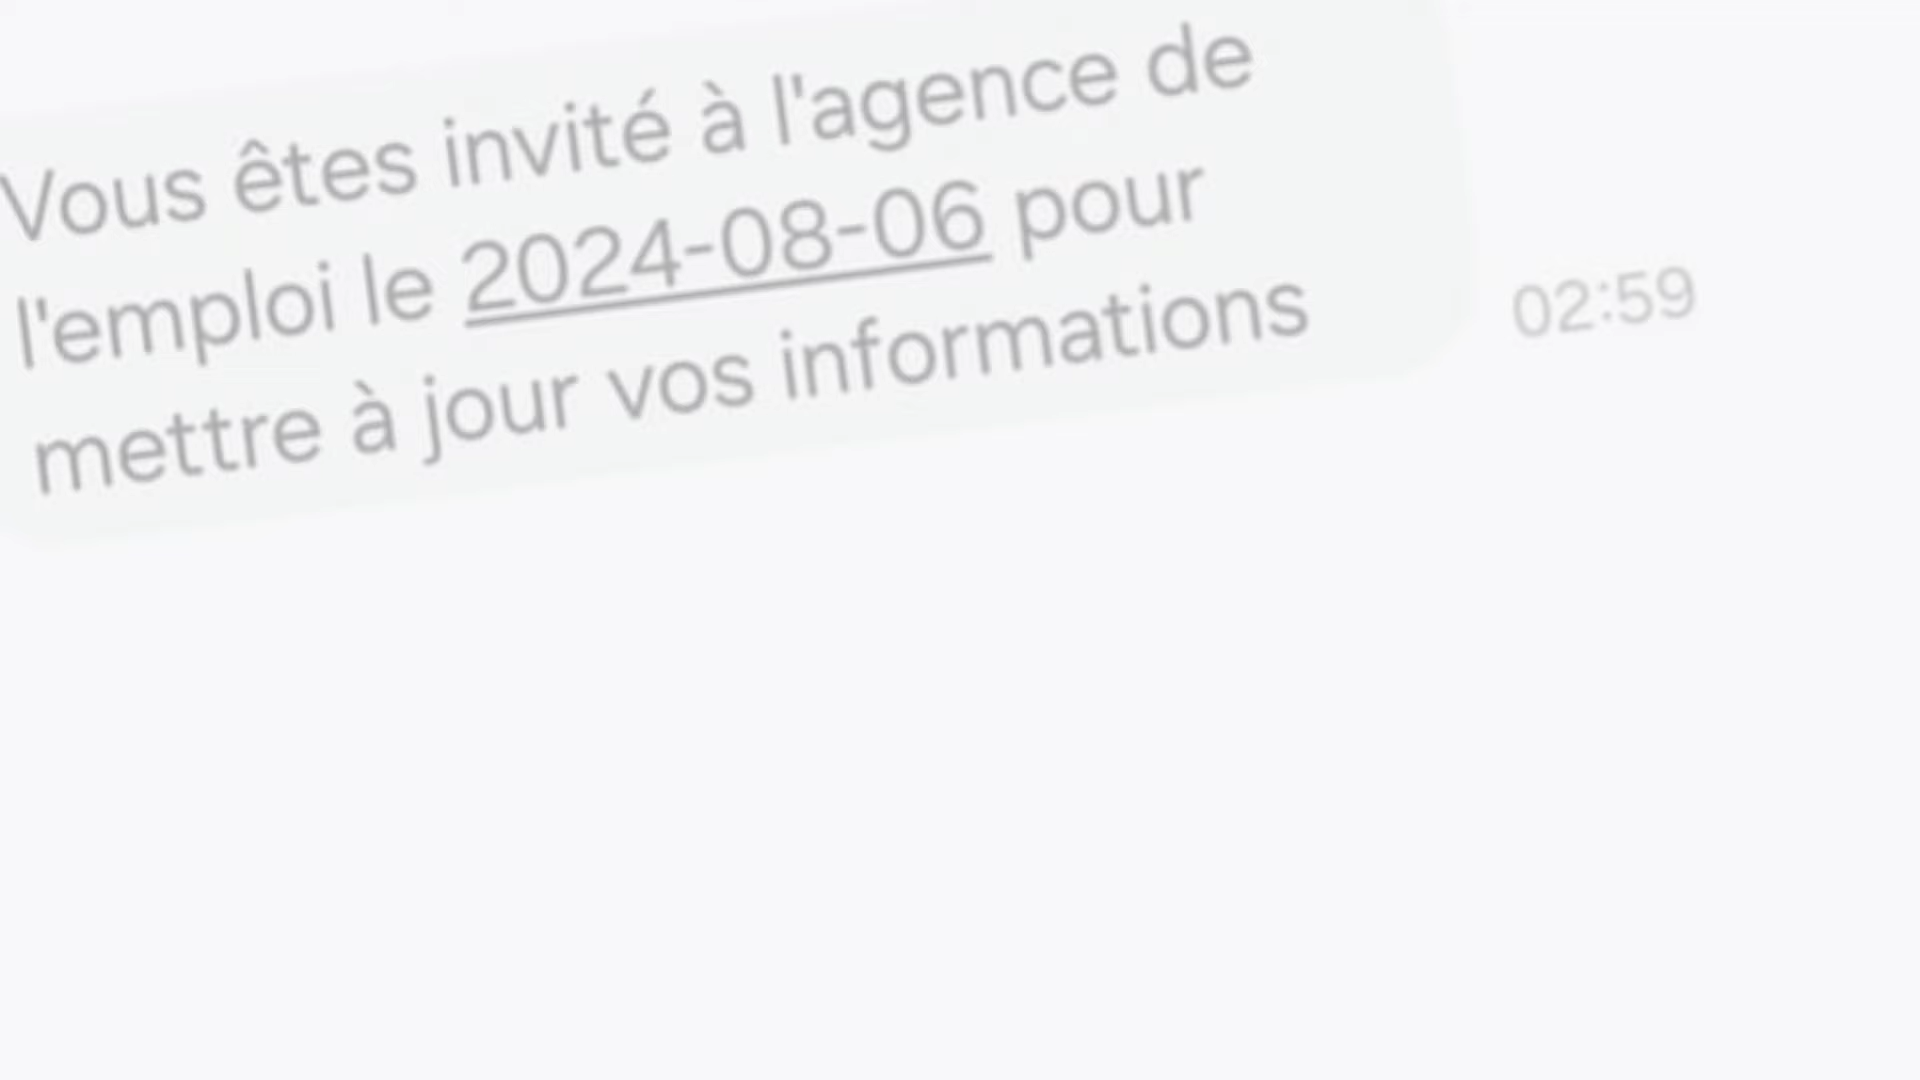 Vous êtes invité à l'agence de
l'emploi le 2024-08-06 pour
mettre à jour vos informations
02:59